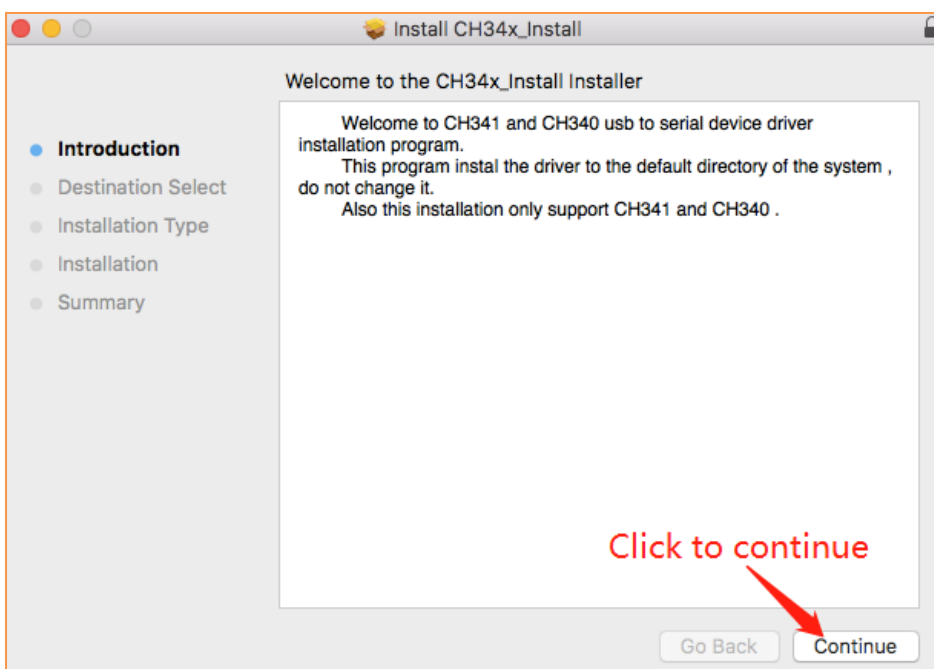 Install CH34x_Install
Welcome to the CH34x_Install Installer
Introduction
Destination Select
Installation Type
Installation
Summary
Welcome to CH341 and CH340 usb to serial device driver
installation program.
This program instal the driver to the default directory of the system ,
do not change it.
Also this installation only support CH341 and CH340 .
Click to continue
Go Back
Continue